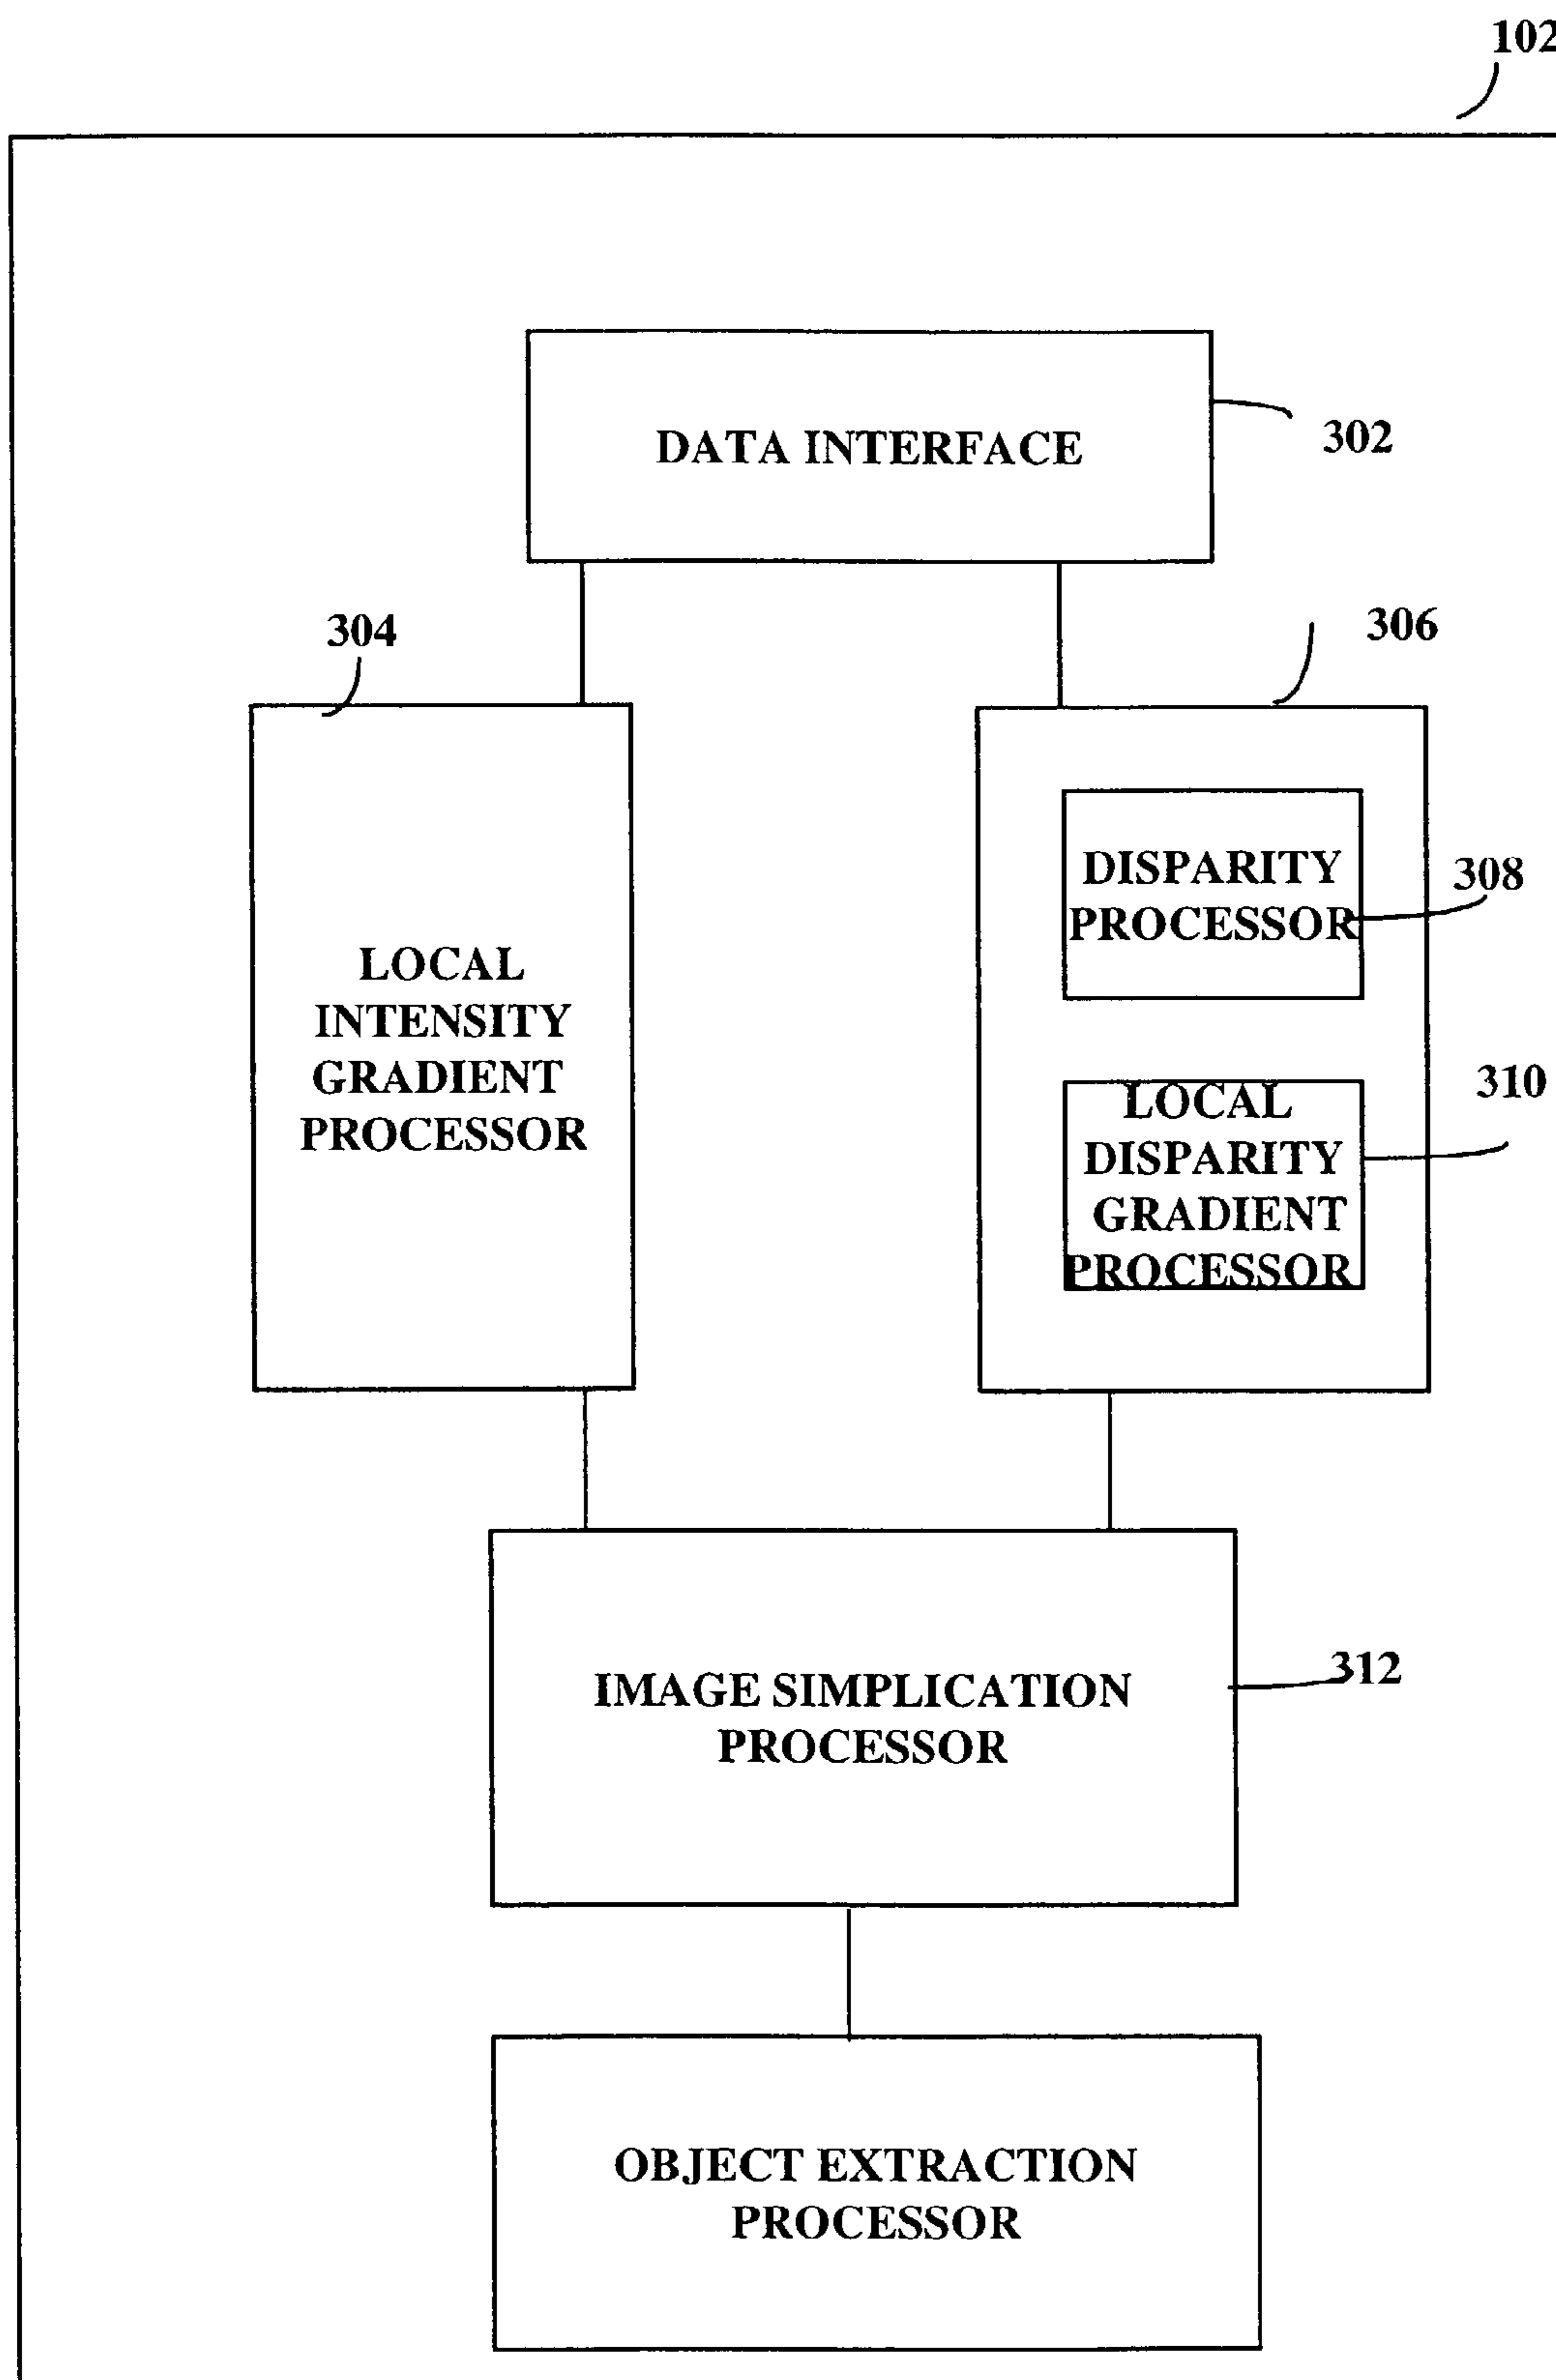 102
DATA INTERFACE
302
304
306
DISPARITY
PROCESSOR
308
LOCAL
INTENSITY
GRADIENT
PROCESSOR
LOCAL
DISPARITY
GRADIENT
PROCESSOR
310
IMAGE SIMPLICATION
PROCESSOR
312
OBJECT EXTRACTION
PROCESSOR